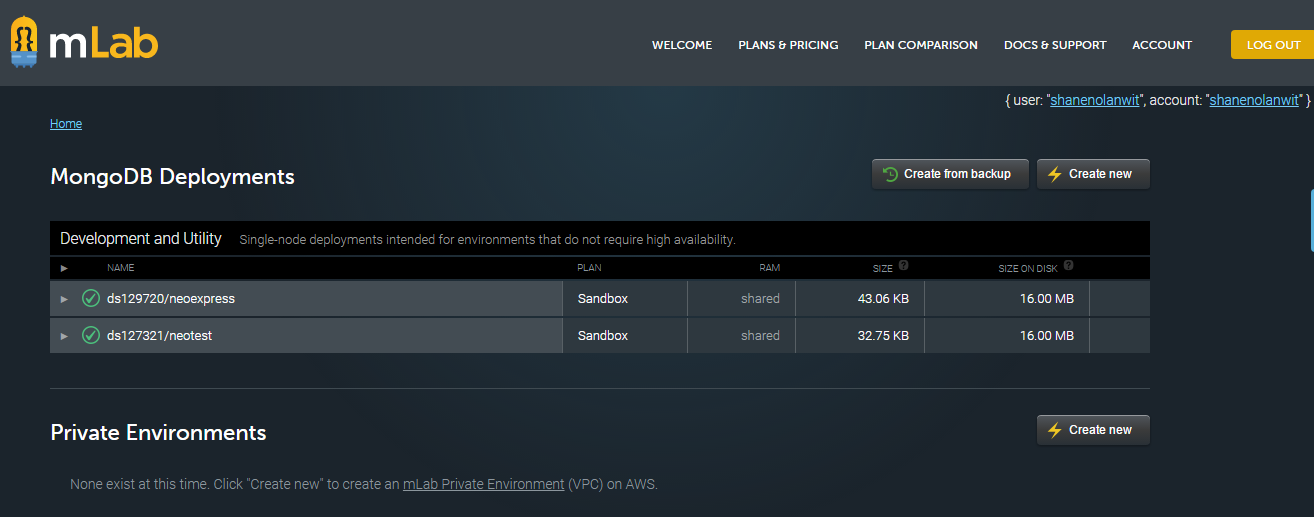 mLab
WELCOME PLANS & PRICING PLAN COMPARISON DOCS & SUPPORT ACCOUNT LOG OUT
{ user: "shanenolanwit", account: "shanenolanwit" }
Home
MongoDB Deployments
Create from backup Create new
Development and Utility Single-node deployments intended for environments that do not require high availability.
NAME PLAN RAM SIZE ? SIZE ON DISK ?
ds129720/neoexpress Sandbox shared 43.06 KB 16.00 MB
ds127321/neotest Sandbox shared 32.75 KB 16.00 MB
Private Environments
Create new
None exist at this time. Click "Create new" to create an mLab Private Environment (VPC) on AWS.